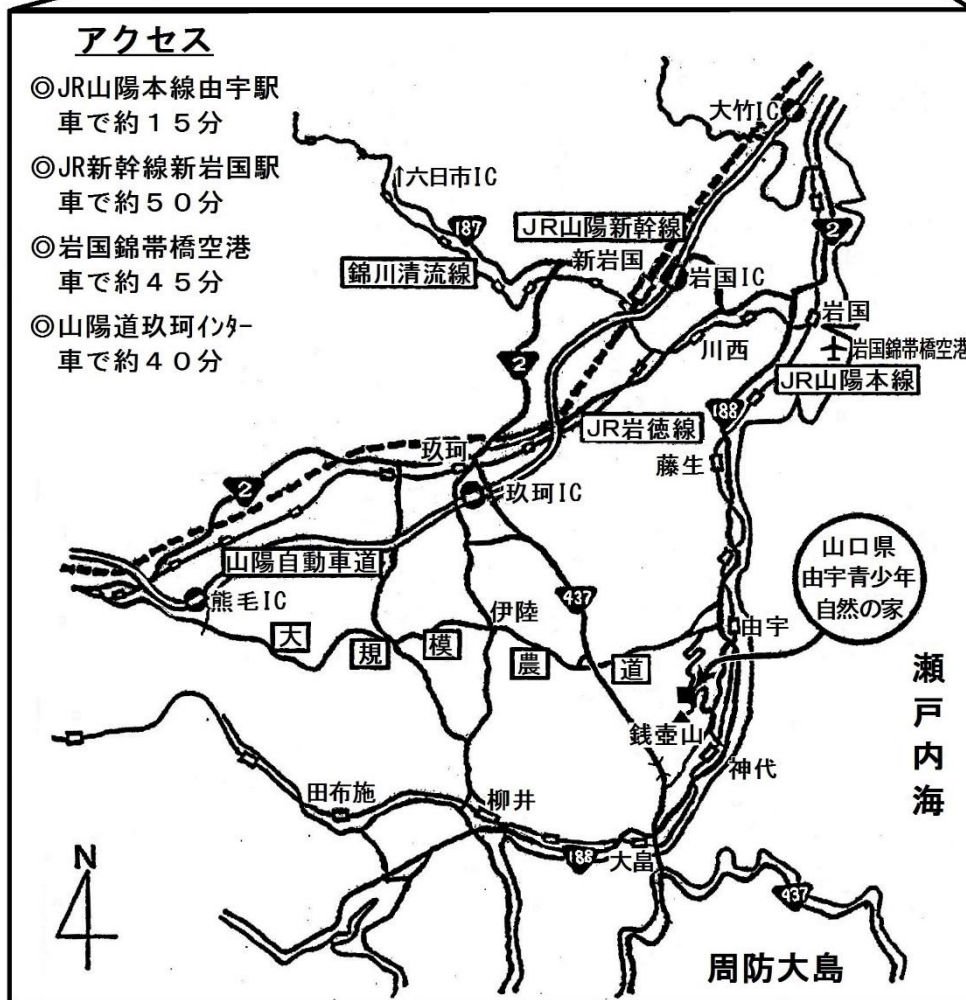 アクセス
◎JR山陽本線由宇駅
車で約15分
◎JR新幹線新岩国駅
車で約50分
◎岩国錦帯橋空港
車で約45分
◎山陽道玖珂インター
車で約40分
大竹IC
↑六日市IC
187
JR山陽新幹線
2
新岩国
岩国IC
錦川清流線
岩国
川西
岩国錦帯橋空港
2
JR山陽本線
188
JR岩徳線
玖珂
藤生
2
玖珂IC
山口県
由宇青少年
自然の家
山陽自動車道
熊毛IC
437
伊陸
由宇
大規模農道
瀬戸内海
銭壺山
神代
田布施
柳井
188
大畠
N
437
周防大島